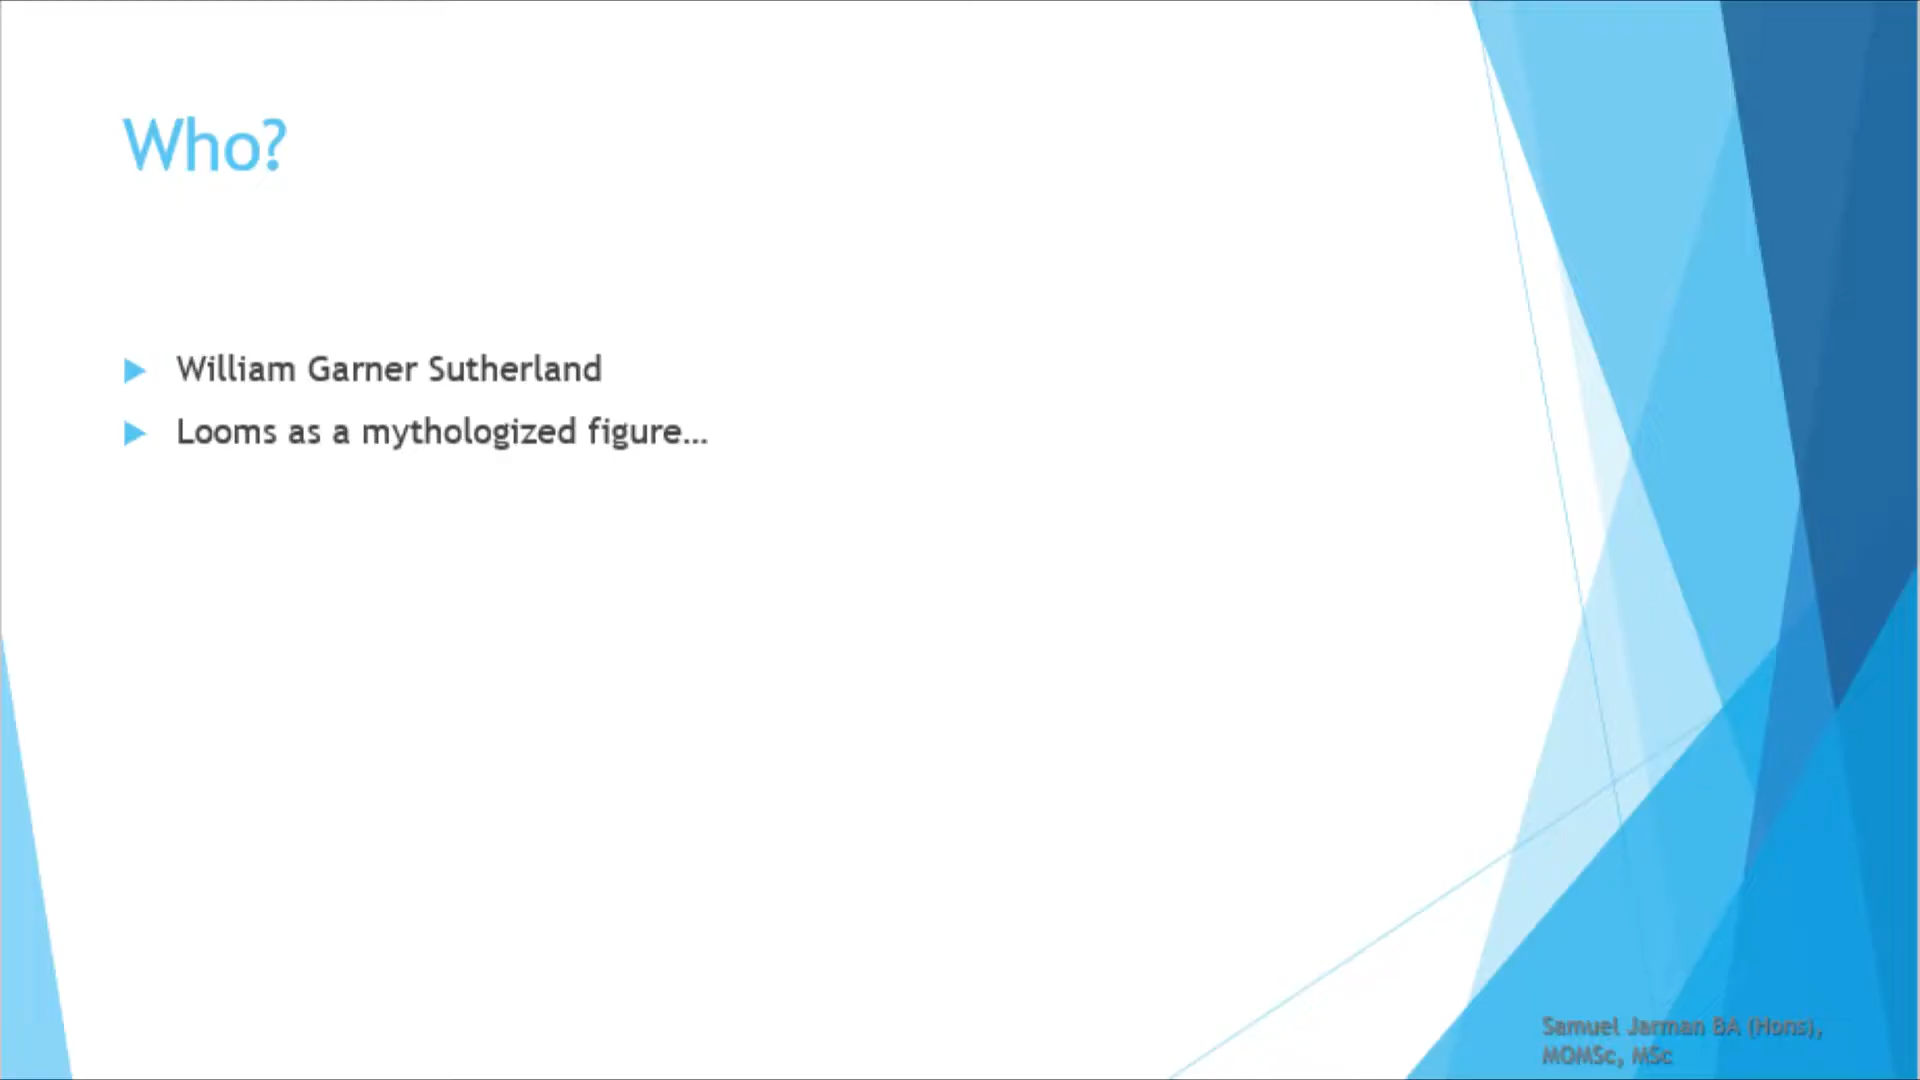 Who?
William Garner Sutherland
Looms as a mythologized figure...
Samuel Jarman BA (Hons),
MOMSc, MSc